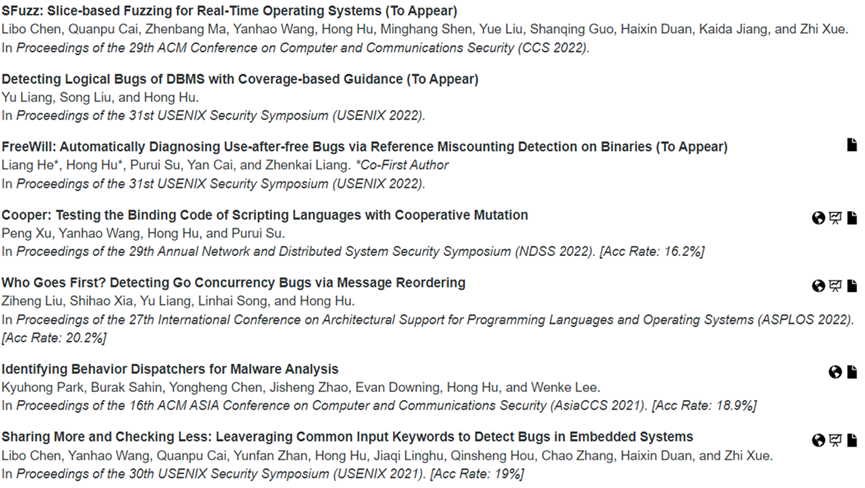 SFuzz: Slice-based Fuzzing for Real-Time Operating Systems (To Appear)
Libo Chen, Quanpu Cai, Zhenbang Ma, Yanhao Wang, Hong Hu, Minghang Shen, Yue Liu, Shanqing Guo, Haixin Duan, Kaida Jiang, and Zhi Xue.
In Proceedings of the 29th ACM Conference on Computer and Communications Security (CCS 2022).
Detecting Logical Bugs of DBMS with Coverage-based Guidance (To Appear)
Yu Liang, Song Liu, and Hong Hu.
In Proceedings of the 31st USENIX Security Symposium (USENIX 2022).
FreeWill: Automatically Diagnosing Use-after-free Bugs via Reference Miscounting Detection on Binaries (To Appear)
Liang He*, Hong Hu*, Purui Su, Yan Cai, and Zhenkai Liang. *Co-First Author
In Proceedings of the 31st USENIX Security Symposium (USENIX 2022).
Cooper: Testing the Binding Code of Scripting Languages with Cooperative Mutation
Peng Xu, Yanhao Wang, Hong Hu, and Purui Su.
In Proceedings of the 29th Annual Network and Distributed System Security Symposium (NDSS 2022). [Acc Rate: 16.2%]
Who Goes First? Detecting Go Concurrency Bugs via Message Reordering
Ziheng Liu, Shihao Xia, Yu Liang, Linhai Song, and Hong Hu.
In Proceedings of the 27th International Conference on Architectural Support for Programming Languages and Operating Systems (ASPLOS 2022).
[Acc Rate: 20.2%]
Identifying Behavior Dispatchers for Malware Analysis
Kyuhong Park, Burak Sahin, Yongheng Chen, Jisheng Zhao, Evan Downing, Hong Hu, and Wenke Lee.
In Proceedings of the 16th ACM ASIA Conference on Computer and Communications Security (AsiaCCS 2021). [Acc Rate: 18.9%]
Sharing More and Checking Less: Leaveraging Common Input Keywords to Detect Bugs in Embedded Systems
Libo Chen, Yanhao Wang, Quanpu Cai, Yunfan Zhan, Hong Hu, Jiaqi Linghu, Qinsheng Hou, Chao Zhang, Haixin Duan, and Zhi Xue.
In Proceedings of the 30th USENIX Security Symposium (USENIX 2021). [Acc Rate: 19%]